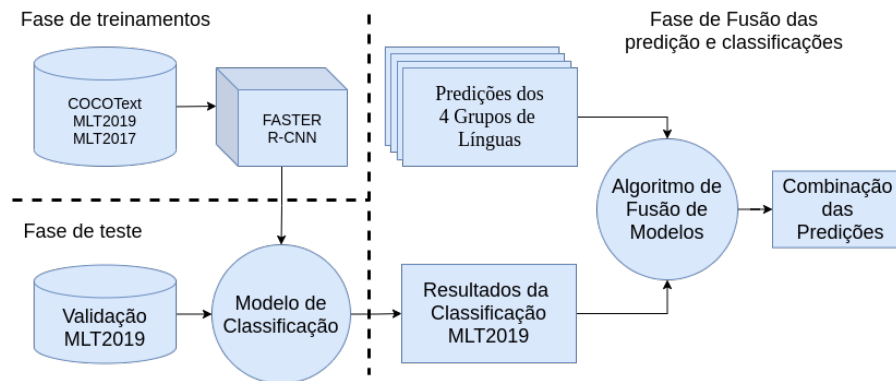 Fase de treinamentos
COCOText
MLT2019
MLT2017
FASTER
R-CNN
Fase de teste
Validação
MLT2019
Modelo de
Classificação
Fase de Fusão das
predição e classificações
Predições dos
4 Grupos de
Línguas
Algoritmo de
Fusão de
Modelos
Combinação
das
Predições
Resultados da
Classificação
MLT2019